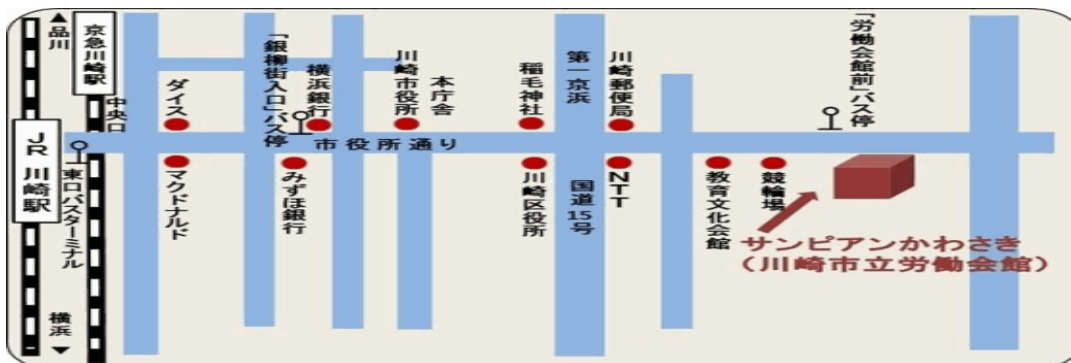 ▲品川
京急川崎駅
中央口
JR 川崎駅
東口バスターミナル
横浜▼
ダイス
マクドナルド
「銀柳街入口」バス停
横浜銀行
みずほ銀行
川崎市役所
本庁舎
市役所通り
稲毛神社
川崎区役所
第一京浜
国道15号
川崎郵便局
NTT
教育文化会館
競輪場
「労働会館前」バス停
サンピアンかわさき
(川崎市立労働会館)